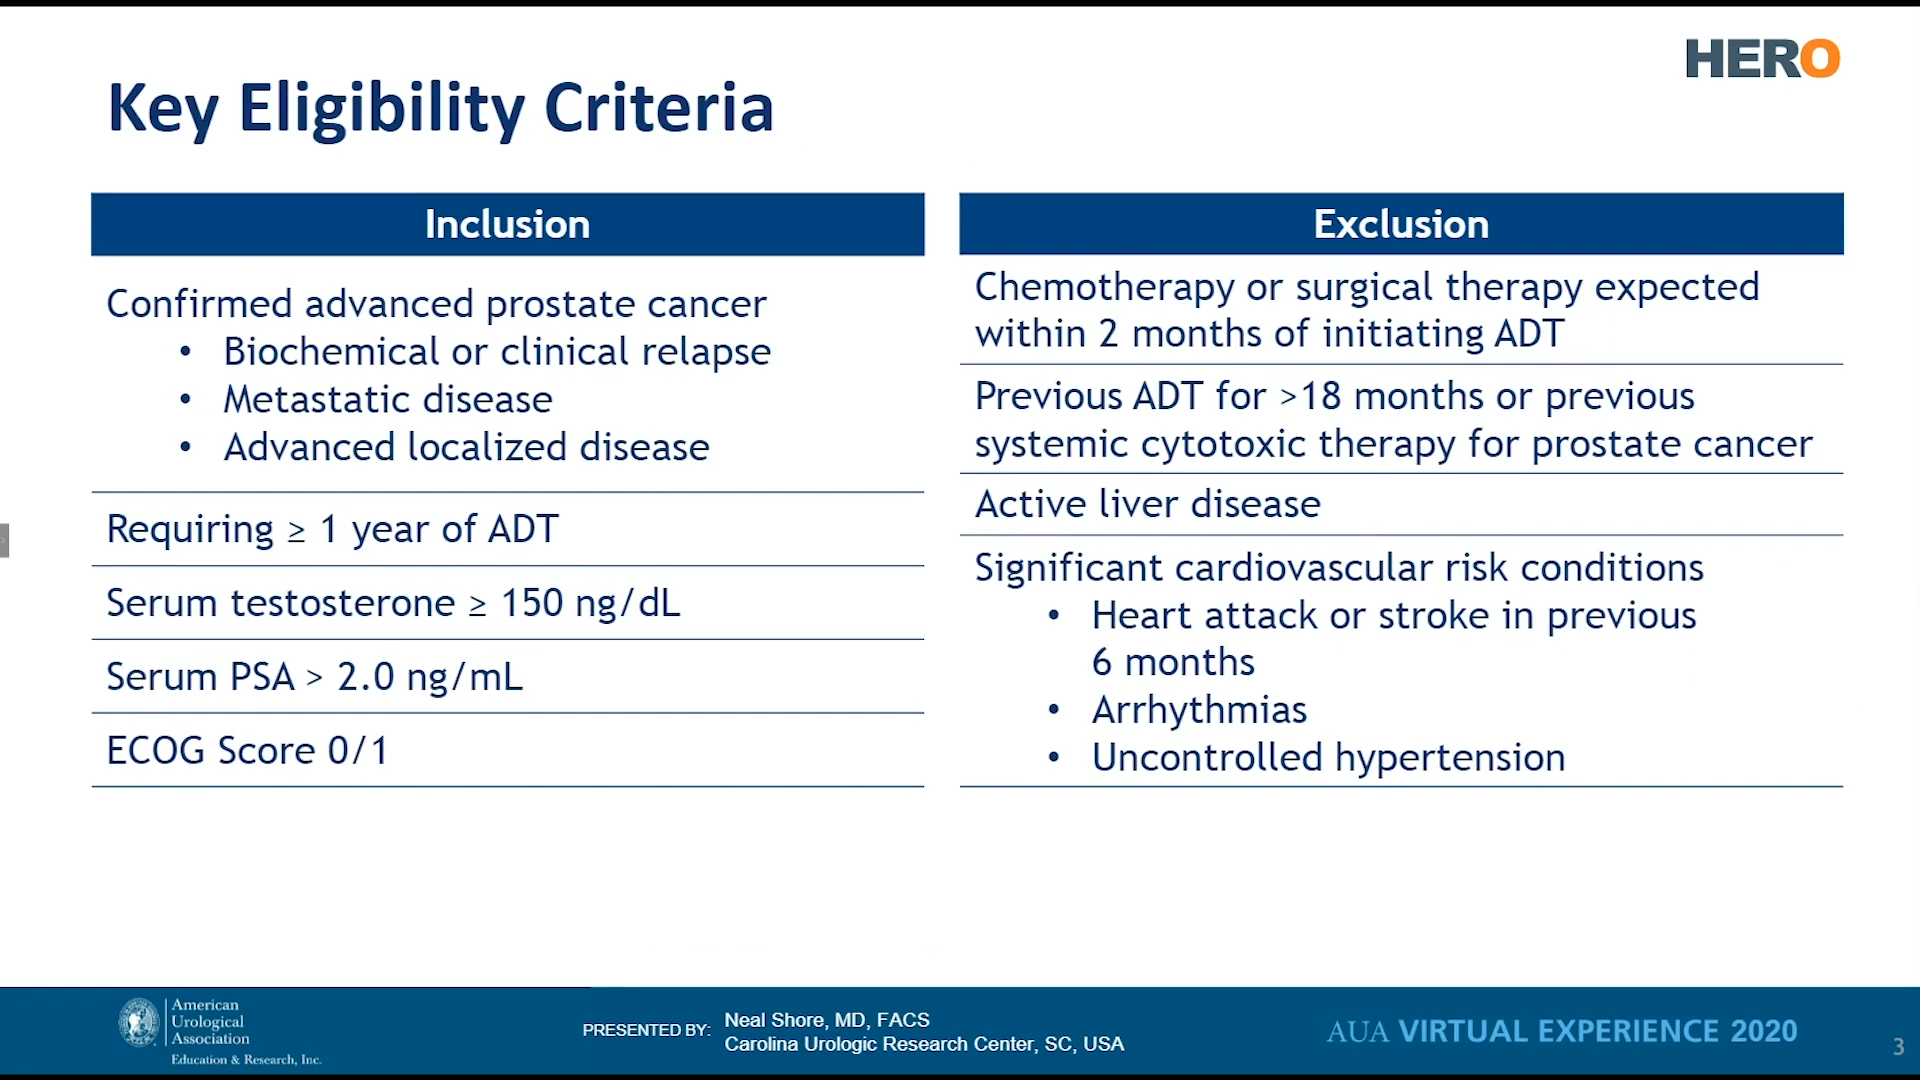 HERO
Key Eligibility Criteria
Inclusion
Confirmed advanced prostate cancer
• Biochemical or clinical relapse
• Metastatic disease
• Advanced localized disease
Requiring ≥ 1 year of ADT
Serum testosterone ≥ 150 ng/dL
Serum PSA > 2.0 ng/mL
ECOG Score 0/1
Exclusion
Chemotherapy or surgical therapy expected
within 2 months of initiating ADT
Previous ADT for >18 months or previous
systemic cytotoxic therapy for prostate cancer
Active liver disease
Significant cardiovascular risk conditions
• Heart attack or stroke in previous
6 months
• Arrhythmias
• Uncontrolled hypertension
American
Urological
Association
Education & Research, Inc.
PRESENTED BY:
Neal Shore, MD, FACS
Carolina Urologic Research Center, SC, USA
AUA VIRTUAL EXPERIENCE 2020
3